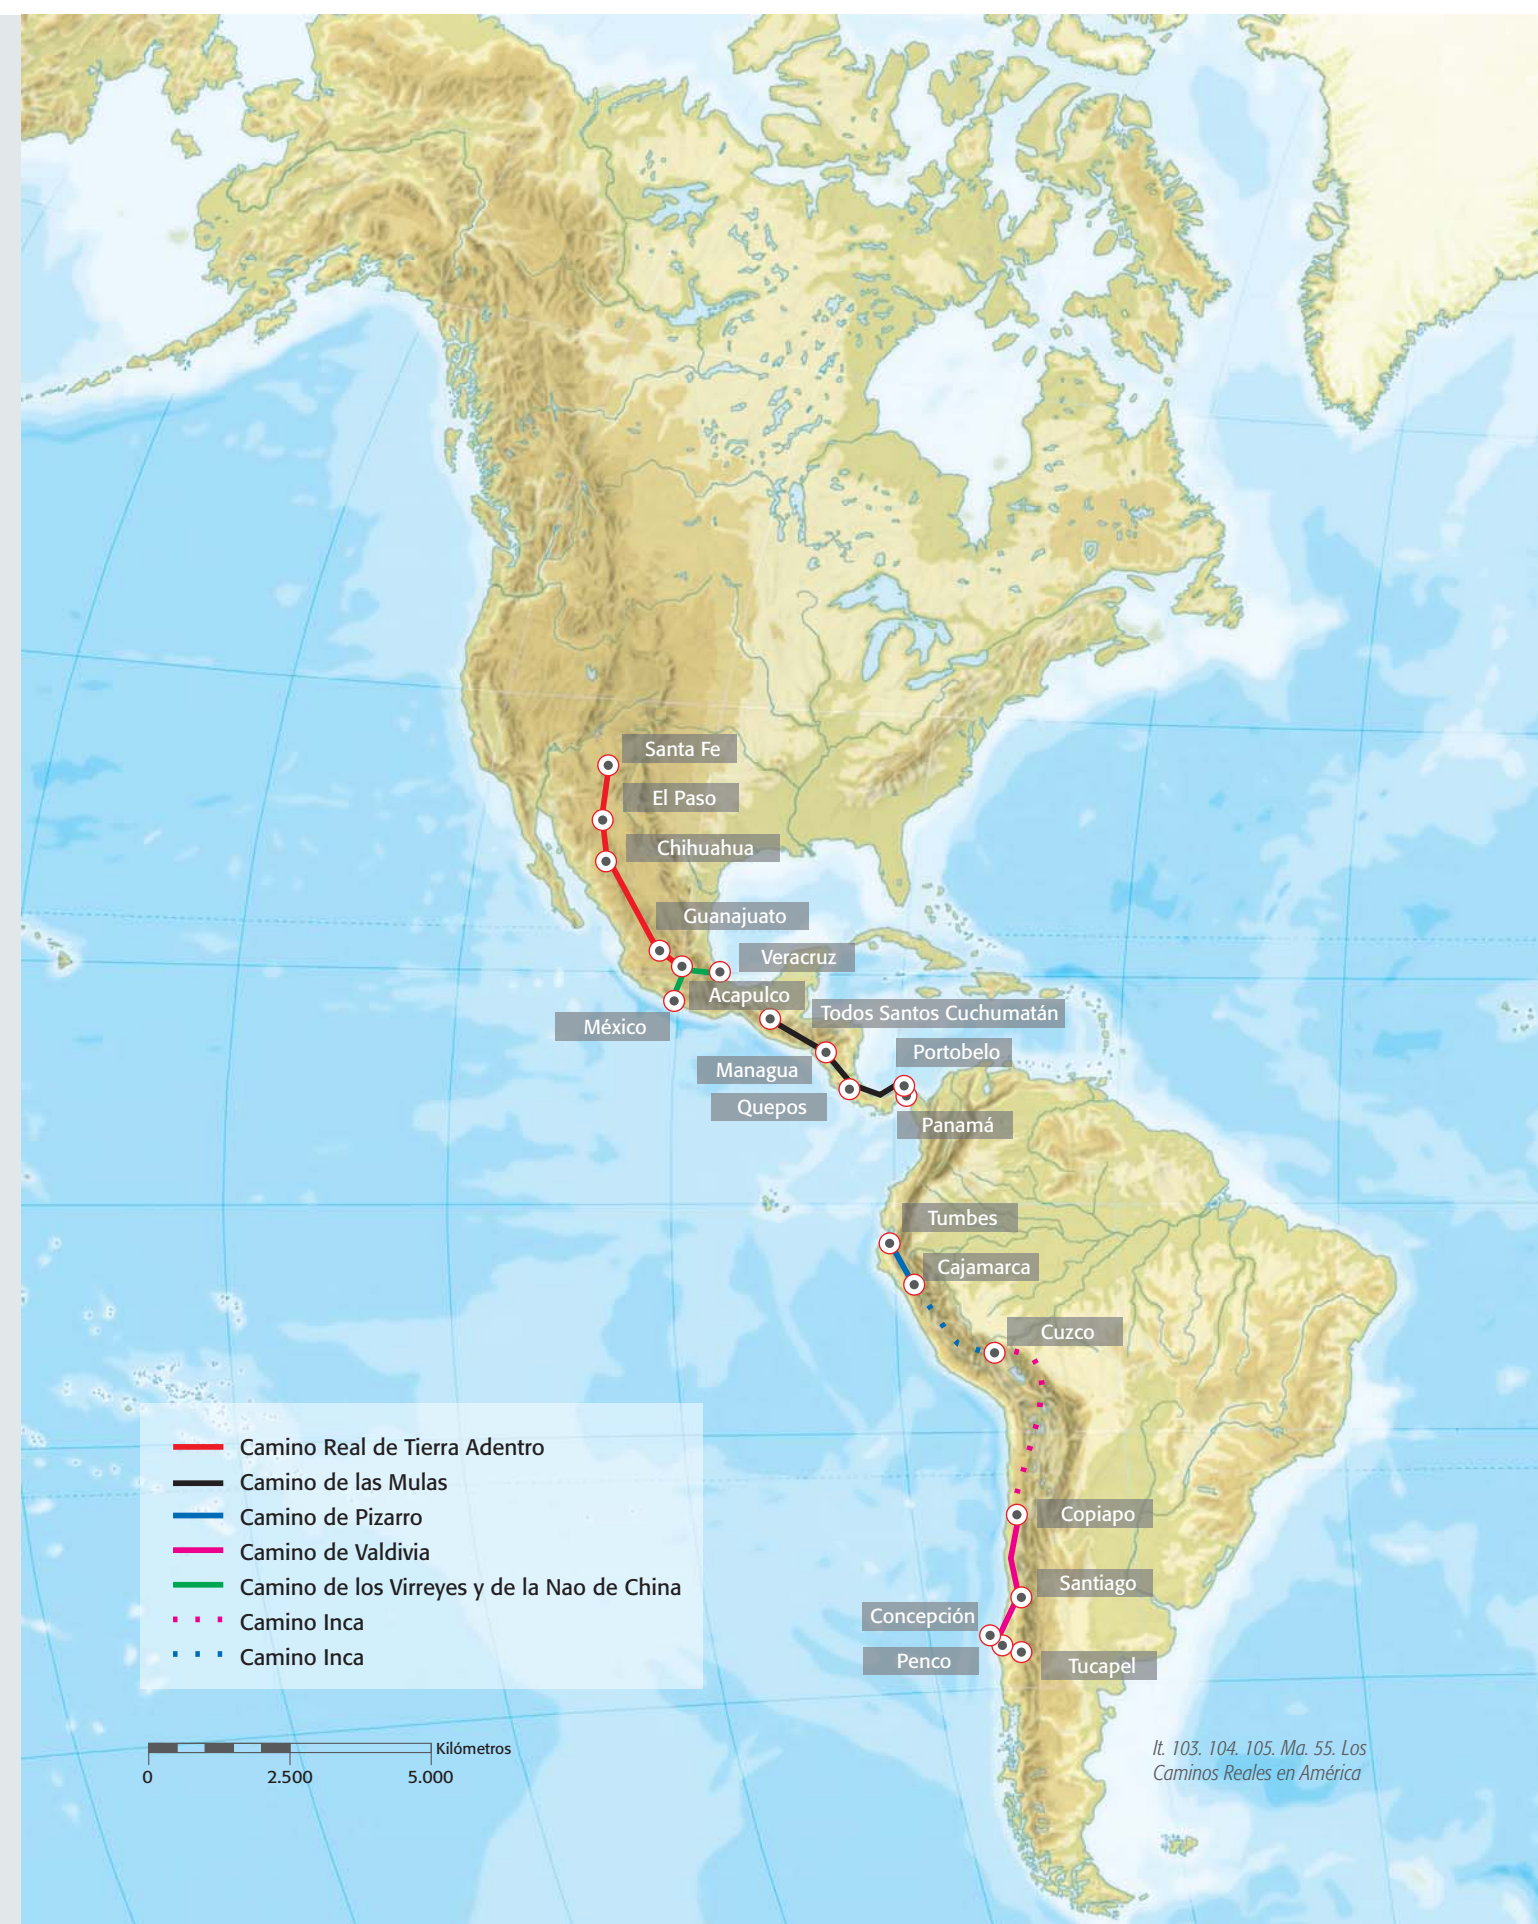 Santa Fe
El Paso
Chihuahua
Guanajuato
Veracruz
Acapulco
Todos Santos Cuchumatán
México
Portobelo
Managua
Quepos
Panamá
Tumbes
Cajamarca
Cuzco
Camino Real de Tierra Adentro
Camino de las Mulas
Camino de Pizarro
Camino de Valdivia
Camino de los Virreyes y de la Nao de China
Camino Inca
Camino Inca
Copiapo
Santiago
Concepción
Penco
Tucapel
Kilómetros
0 2.500 5.000
It. 103. 104. 105. Ma. 55. Los
Caminos Reales en América